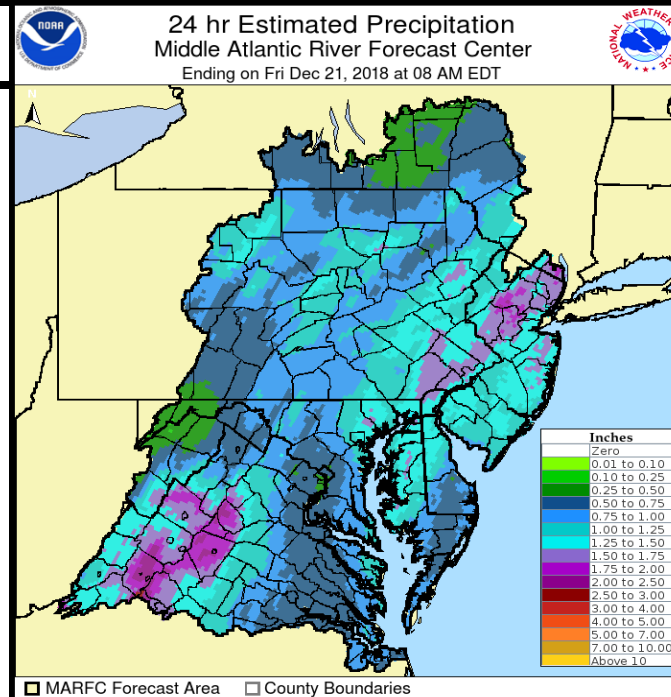 24 hr Estimated Precipitation
Middle Atlantic River Forecast Center
Ending on Fri Dec 21, 2018 at 08 AM EDT
NOAA
NATIONAL WEATHER
N
Inches
Zero
0.01 to 0.10
0.10 to 0.25
0.25 to 0.50
0.50 to 0.75
0.75 to 1.00
1.00 to 1.25
1.25 to 1.50
1.50 to 1.75
1.75 to 2.00
2.00 to 2.50
2.50 to 3.00
3.00 to 4.00
4.00 to 5.00
5.00 to 7.00
7.00 to 10.00
Above 10
MARFC Forecast Area
County Boundaries